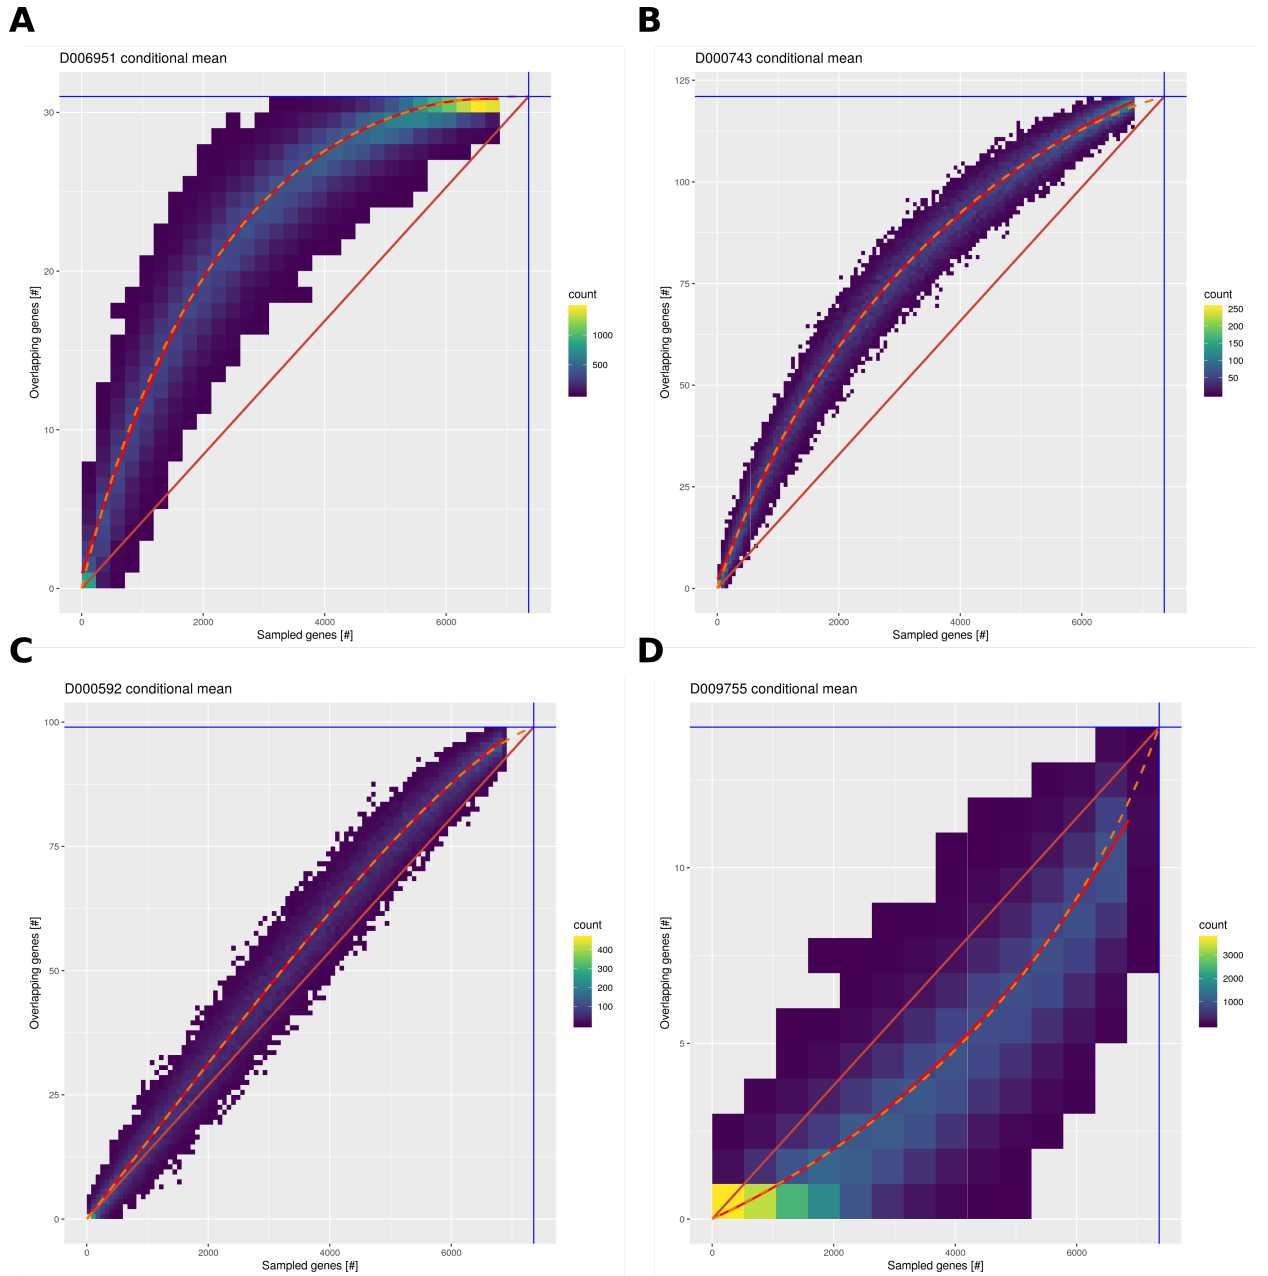 A
D006951 conditional mean
30
20
10
0
Overlapping genes [#]
0 2000 4000 6000
Sampled genes [#]
count
1000
500
B
D000743 conditional mean
125
100
75
50
25
0
Overlapping genes [#]
0 2000 4000 6000
Sampled genes [#]
count
250
200
150
100
50
C
D000592 conditional mean
100
75
50
25
0
Overlapping genes [#]
0 2000 4000 6000
Sampled genes [#]
count
400
300
200
100
D
D009755 conditional mean
10
5
0
Overlapping genes [#]
0 2000 4000 6000
Sampled genes [#]
count
3000
2000
1000